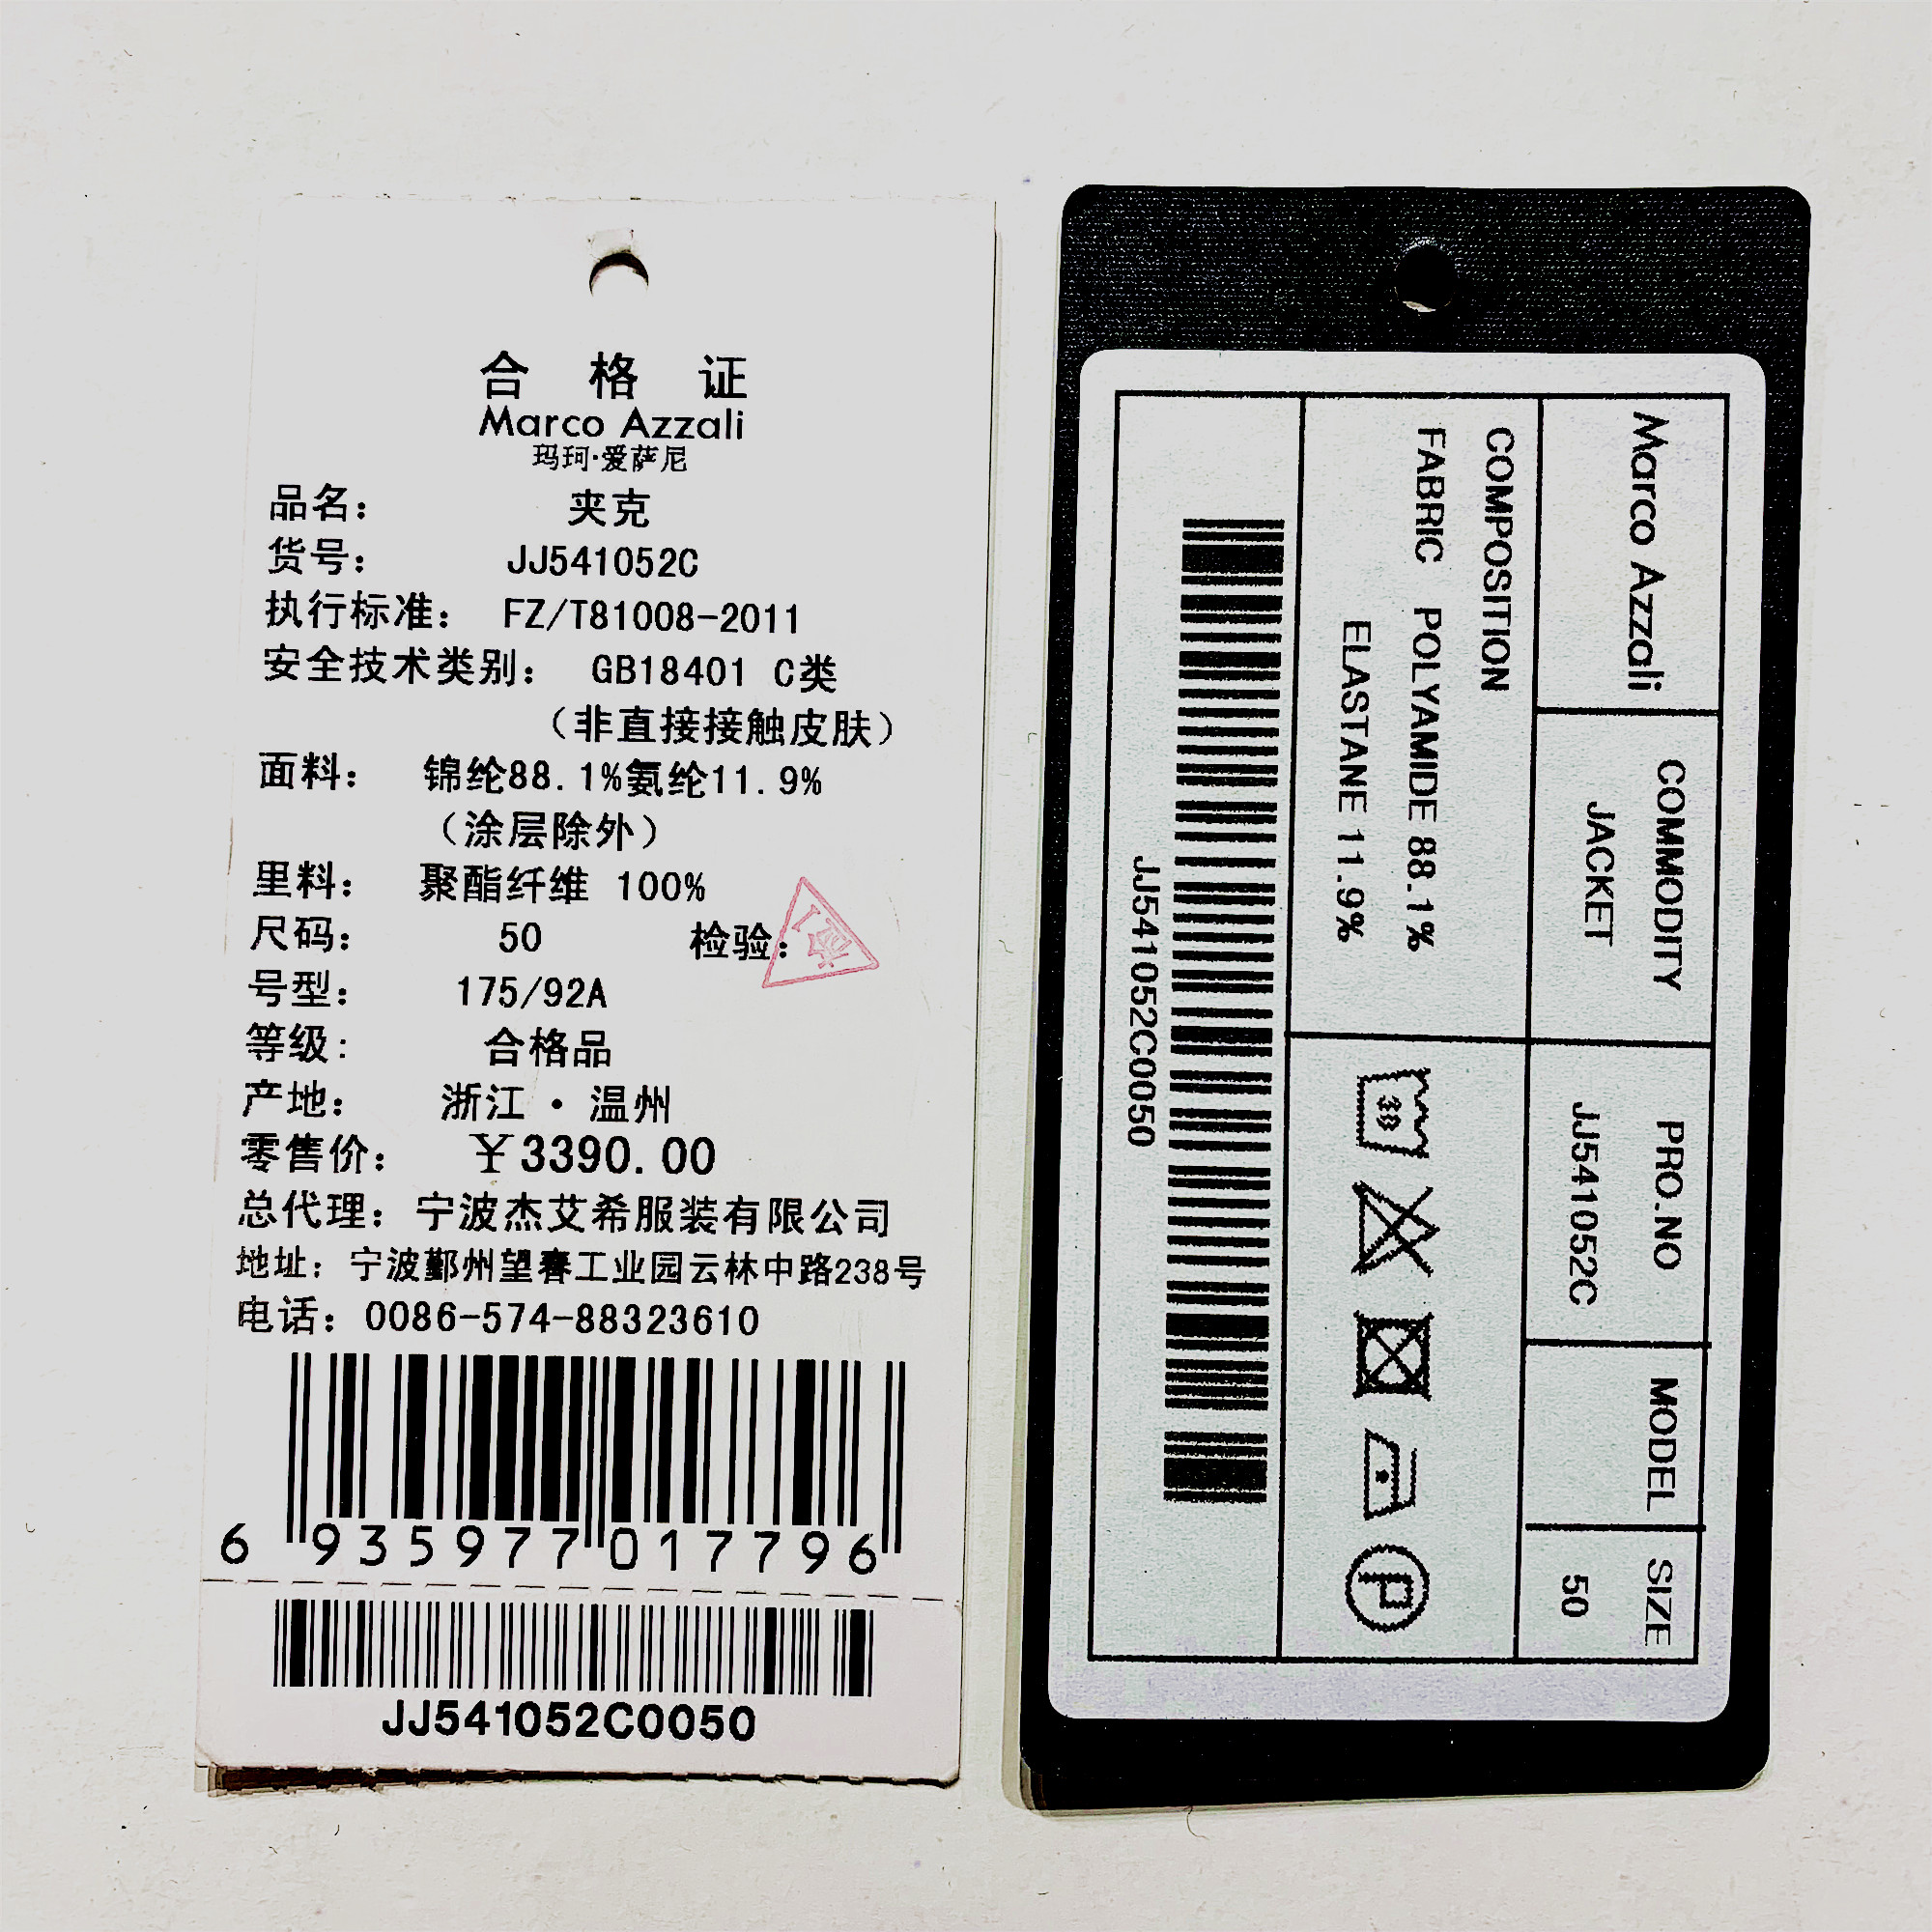 合格证
Marco Azzali
玛珂·爱萨尼
品名： 夹克
货号： JJ541052C
执行标准： FZ/T81008-2011
安全技术类别： GB18401 C类
（非直接接触皮肤）
面料： 锦纶88.1%氨纶11.9%
（涂层除外）
里料： 聚酯纤维 100%
尺码： 50 检验：
号型： 175/92A
等级： 合格品
产地： 浙江·温州
零售价： ￥3390.00
总代理：宁波杰艾希服装有限公司
地址：宁波鄞州望春工业园云林中路238号
电话：0086-574-88323610
6 935977 017796
JJ541052C0050
Marco Azzali COMMODITY PRO.NO MODEL SIZE
JACKET JJ541052C 50
COMPOSITION
FABRIC POLYAMIDE 88.1%
ELASTANE 11.9%
30
P
JJ541052C0050